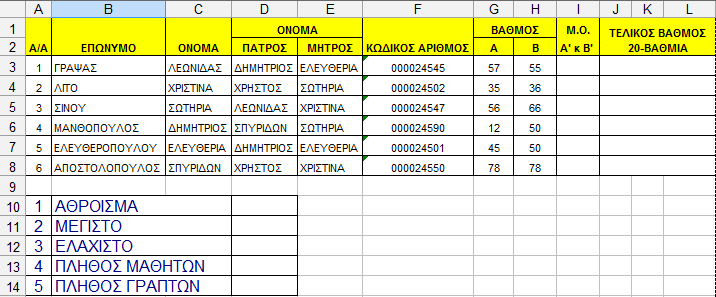 A B C D E F G H I J K L
1 ΟΝΟΜΑ ΒΑΘΜΟΣ Μ.Ο. ΤΕΛΙΚΟΣ ΒΑΘΜΟΣ
2 Α/Α ΕΠΩΝΥΜΟ ΟΝΟΜΑ ΠΑΤΡΟΣ ΜΗΤΡΟΣ ΚΩΔΙΚΟΣ ΑΡΙΘΜΟΣ Α Β Α' κ Β' 20-ΒΑΘΜΙΑ
3 1 ΓΡΑΨΑΣ ΛΕΩΝΙΔΑΣ ΔΗΜΗΤΡΙΟΣ ΕΛΕΥΘΕΡΙΑ 000024545 57 55
4 2 ΛΙΤΟ ΧΡΙΣΤΙΝΑ ΧΡΗΣΤΟΣ ΣΩΤΗΡΙΑ 000024502 35 36
5 3 ΣΙΝΟΥ ΣΩΤΗΡΙΑ ΛΕΩΝΙΔΑΣ ΧΡΙΣΤΙΝΑ 000024547 56 66
6 4 ΜΑΝΘΟΠΟΥΛΟΣ ΔΗΜΗΤΡΙΟΣ ΣΠΥΡΙΔΩΝ ΣΩΤΗΡΙΑ 000024590 12 50
7 5 ΕΛΕΥΘΕΡΟΠΟΥΛΟΥ ΕΛΕΥΘΕΡΙΑ ΔΗΜΗΤΡΙΟΣ ΕΛΕΥΘΕΡΙΑ 000024501 45 50
8 6 ΑΠΟΣΤΟΛΟΠΟΥΛΟΣ ΣΠΥΡΙΔΩΝ ΧΡΗΣΤΟΣ ΧΡΙΣΤΙΝΑ 000024550 78 78
9
10 1 ΑΘΡΟΙΣΜΑ
11 2 ΜΕΓΙΣΤΟ
12 3 ΕΛΑΧΙΣΤΟ
13 4 ΠΛΗΘΟΣ ΜΑΘΗΤΩΝ
14 5 ΠΛΗΘΟΣ ΓΡΑΠΤΩΝ